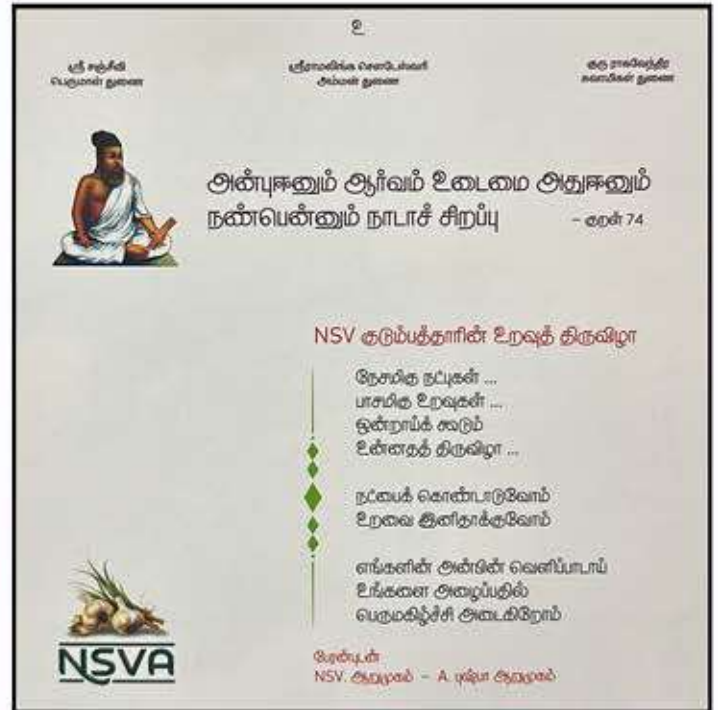 உ
ஸ்ரீ சஞ்சீவி
பெருமாள் துணை
ஸ்ரீராமலிங்க சௌடேஸ்வரி
அம்மன் துணை
குரு ராகவேந்திர
சுவாமிகள் துணை
அன்புஈனும் ஆர்வம் உடைமை அதுஈனும்
நண்பென்னும் நாடாச் சிறப்பு – குறள் 74
NSV குடும்பத்தாரின் உறவுத் திருவிழா
நேசமிகு நட்புகள் ...
பாசமிகு உறவுகள் ...
ஒன்றாய்க் கூடும்
உன்னதத் திருவிழா ...
நட்பைக் கொண்டாடுவோம்
உறவை இனிதாக்குவோம்
எங்களின் அன்பின் வெளிப்பாடாய்
உங்களை அழைப்பதில்
பெருமகிழ்ச்சி அடைகிறோம்
NSVA
பேரன்புடன்
NSV. ஆறுமுகம் – A. புஷ்பா ஆறுமுகம்